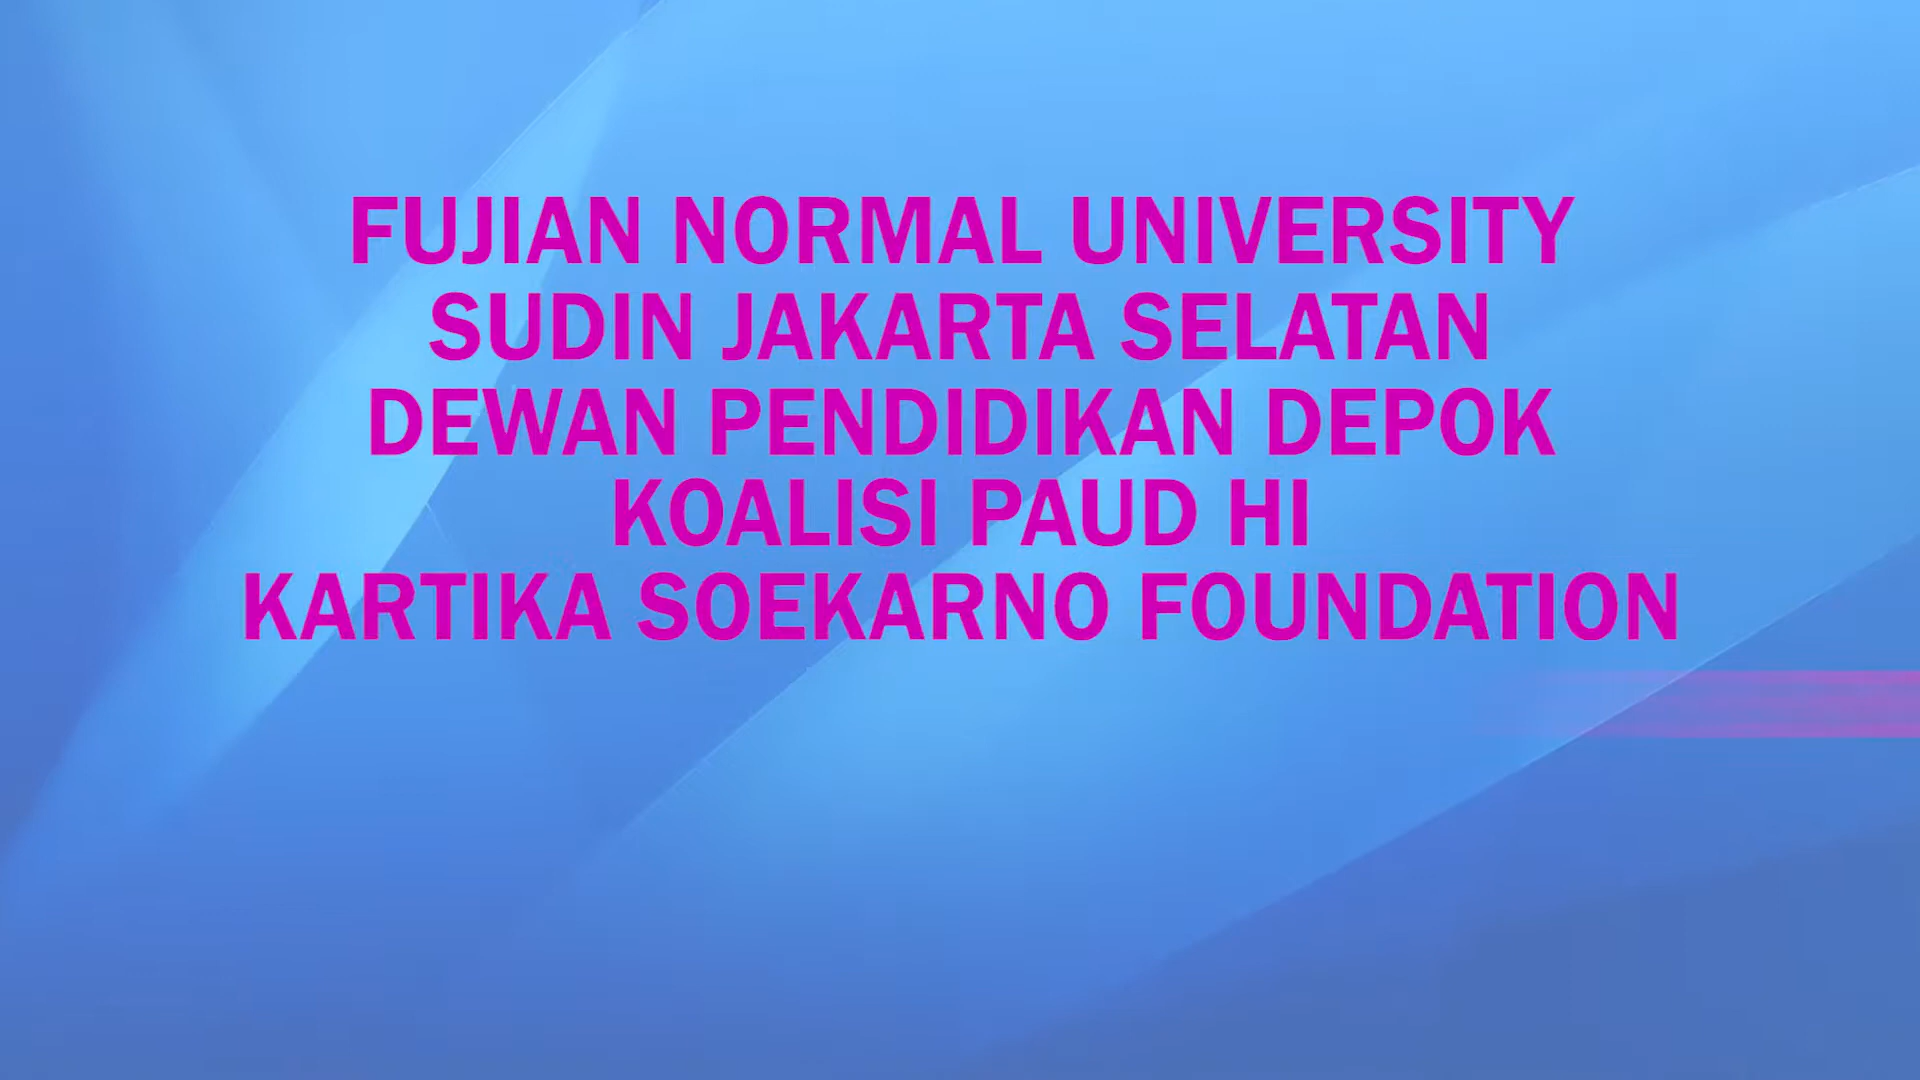 FUJIAN NORMAL UNIVERSITY
SUDIN JAKARTA SELATAN
DEWAN PENDIDIKAN DEPOK
KOALISI PAUD HI
KARTIKA SOEKARNO FOUNDATION